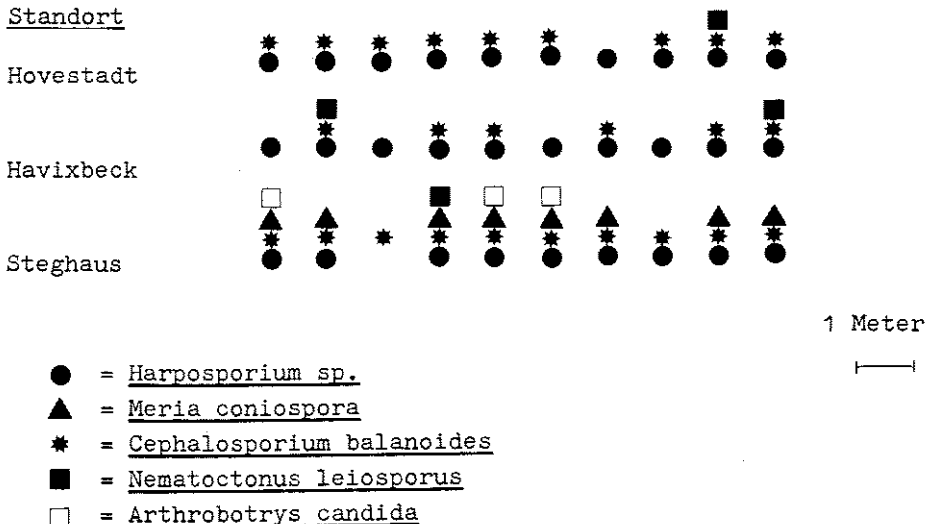 Standort
Hovestadt
Havixbeck
Steghaus
1 Meter
= Harposporium sp.
= Meria coniospora
= Cephalosporium balanoides
= Nematoctonus leiosporus
= Arthrobotrys candida